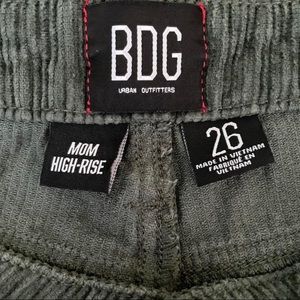 BDG
URBAN OUTFITTERS
MOM
HIGH-RISE
26
MADE IN VIETNAM
FABRIQUÉ EN
VIETNAM